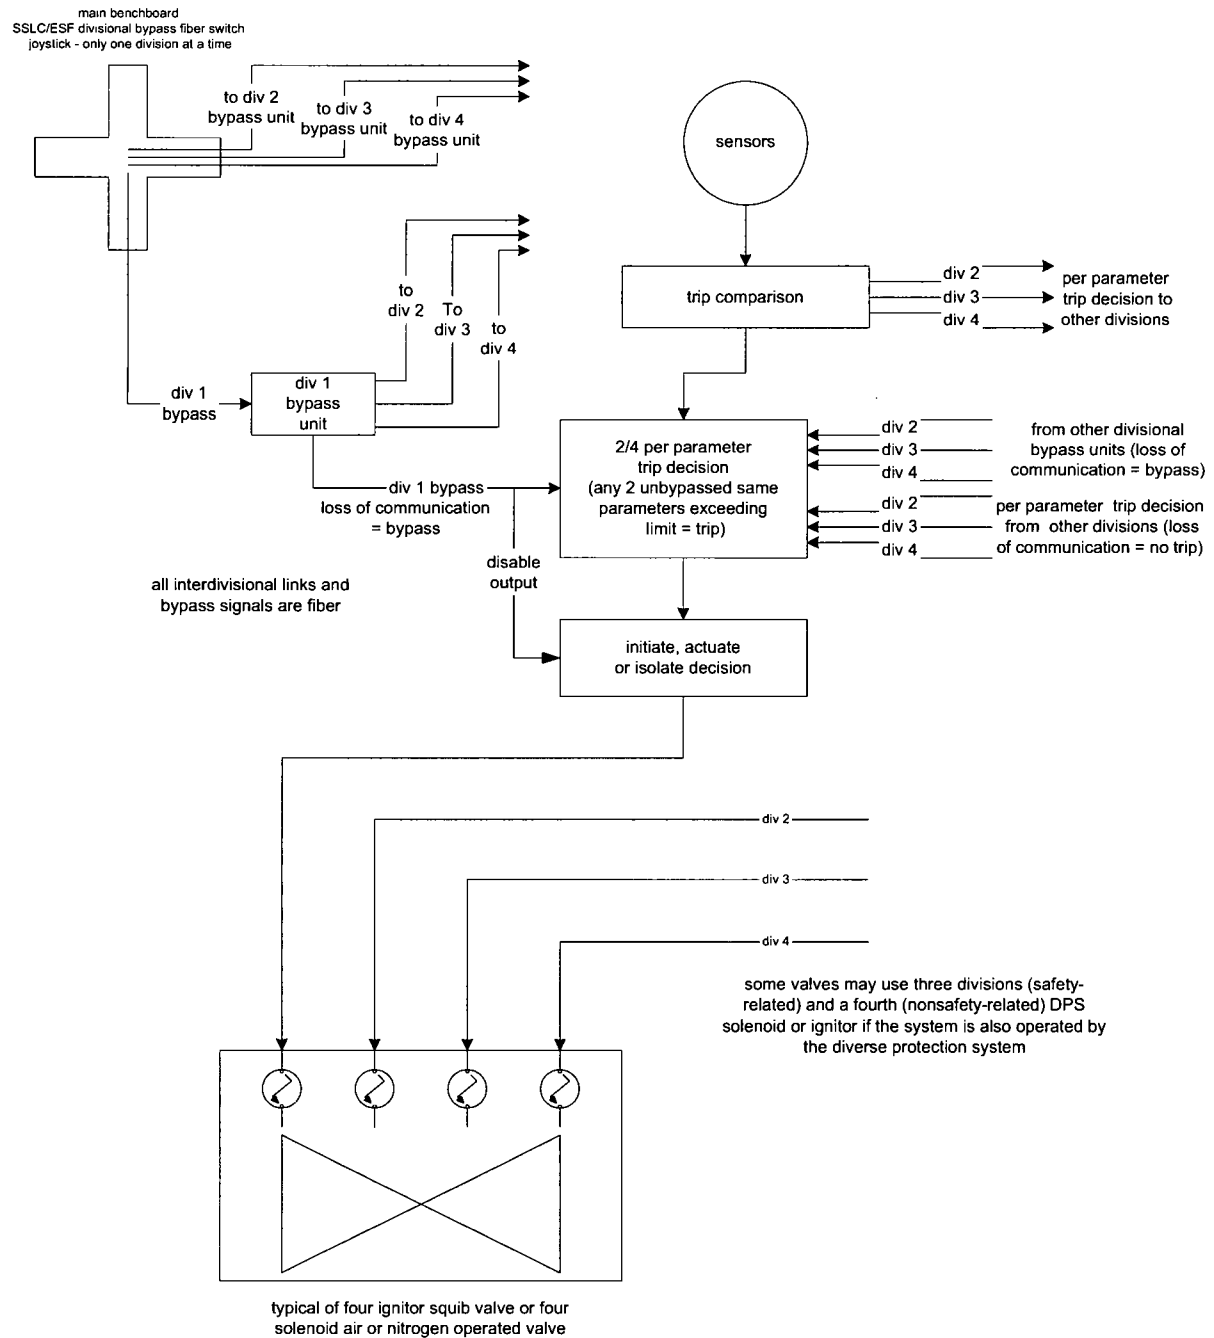 main benchboard
SSLC/ESF divisional bypass fiber switch
joystick - only one division at a time
to div 2
bypass unit
to div 3
bypass unit
to div 4
bypass unit
sensors
trip comparison
div 2
div 3
div 4
per parameter
trip decision to
other divisions
to
div 2
To
div 3
to
div 4
div 1
bypass
div 1
bypass
unit
div 1 bypass
loss of communication
= bypass
2/4 per parameter
trip decision
(any 2 unbypassed same
parameters exceeding
limit = trip)
div 2
div 3
div 4
from other divisional
bypass units (loss of
communication = bypass)
div 2
div 3
div 4
per parameter trip decision
from other divisions (loss
of communication = no trip)
disable
output
all interdivisional links and
bypass signals are fiber
initiate, actuate
or isolate decision
div 2
div 3
div 4
some valves may use three divisions (safety-
related) and a fourth (nonsafety-related) DPS
solenoid or ignitor if the system is also operated by
the diverse protection system
typical of four ignitor squib valve or four
solenoid air or nitrogen operated valve